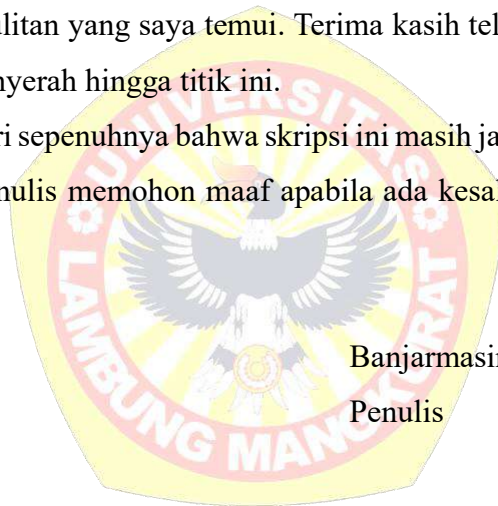 ulitan yang saya temui. Terima kasih tel
nyerah hingga titik ini.
ri sepenuhnya bahwa skripsi ini masih ja
nulis memohon maaf apabila ada kesal
Banjarmasin
Penulis
UNIVERSITAS
LAMBUNG MANGKURAT